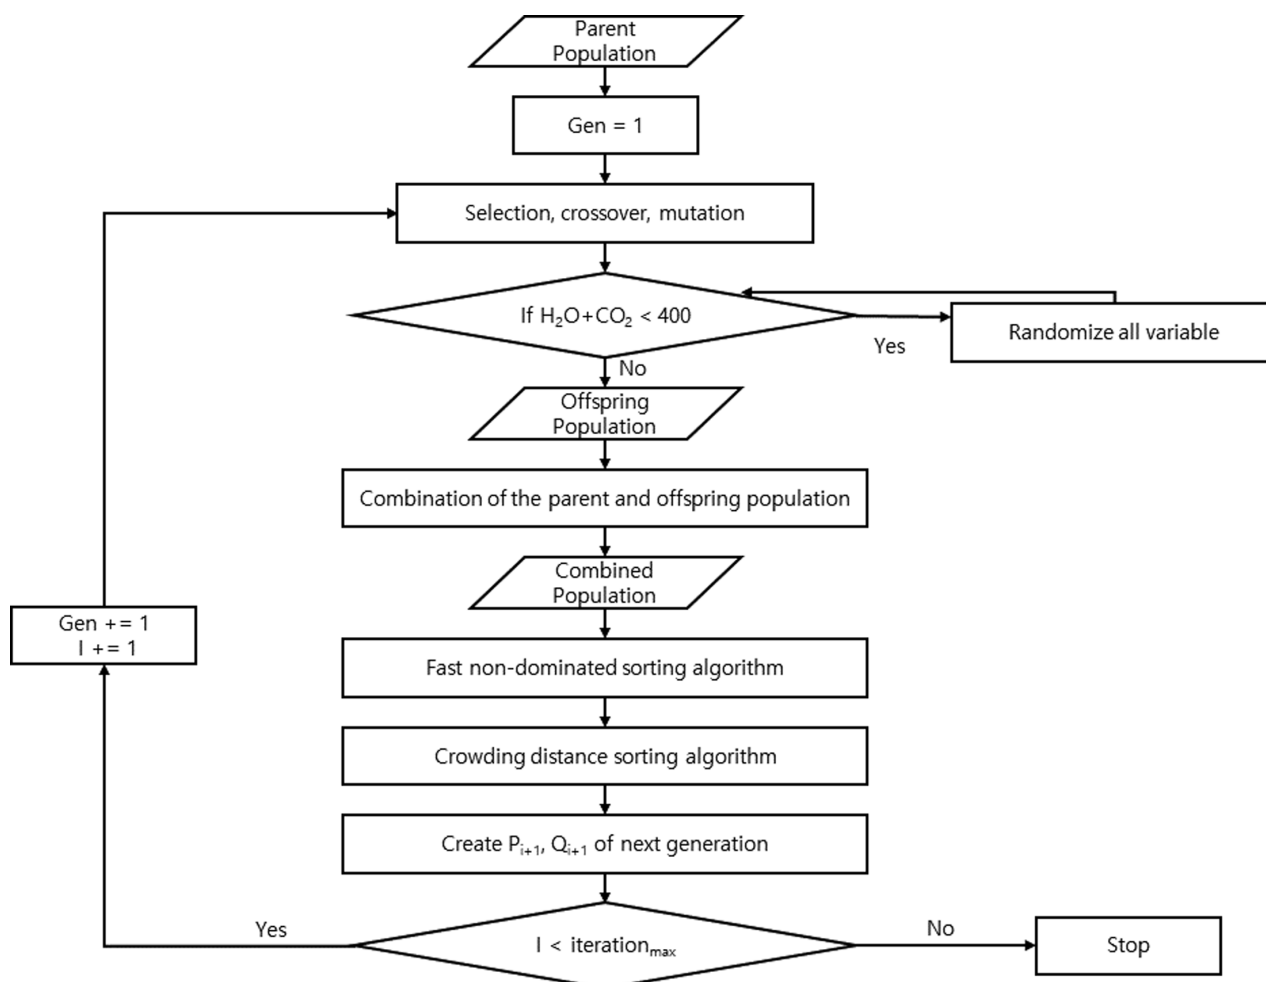 Parent
Population
Gen = 1
Selection, crossover, mutation
If H₂O+CO₂ < 400
Yes
Randomize all variable
No
Offspring
Population
Combination of the parent and offspring population
Combined
Population
Gen += 1
I += 1
Fast non-dominated sorting algorithm
Crowding distance sorting algorithm
Create Pᵢ₊₁, Qᵢ₊₁ of next generation
Yes
I < iterationₘₐₓ
No
Stop